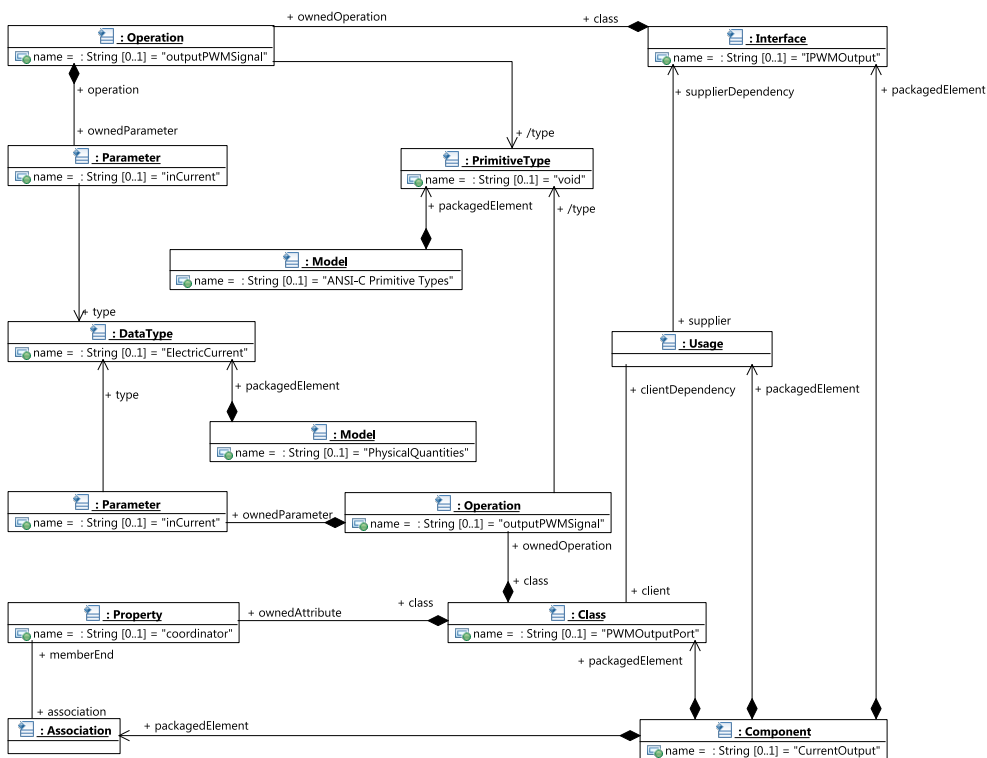 + ownedOperation
+ class
: Operation
name = : String [0..1] = "outputPWMSignal"
: Interface
name = : String [0..1] = "IPWMOutput"
+ operation
+ supplierDependency
+ packagedElement
+ ownedParameter
+ /type
: Parameter
name = : String [0..1] = "inCurrent"
: PrimitiveType
name = : String [0..1] = "void"
+ packagedElement
+ /type
: Model
name = : String [0..1] = "ANSI-C Primitive Types"
+ type
+ supplier
: DataType
name = : String [0..1] = "ElectricCurrent"
: Usage
+ type
+ packagedElement
+ clientDependency
+ packagedElement
: Model
name = : String [0..1] = "PhysicalQuantities"
: Parameter
name = : String [0..1] = "inCurrent"
+ ownedParameter
: Operation
name = : String [0..1] = "outputPWMSignal"
+ ownedOperation
+ class
+ client
: Property
name = : String [0..1] = "coordinator"
+ ownedAttribute
+ class
: Class
name = : String [0..1] = "PWMOutputPort"
+ memberEnd
+ packagedElement
+ association
: Association
+ packagedElement
: Component
name = : String [0..1] = "CurrentOutput"